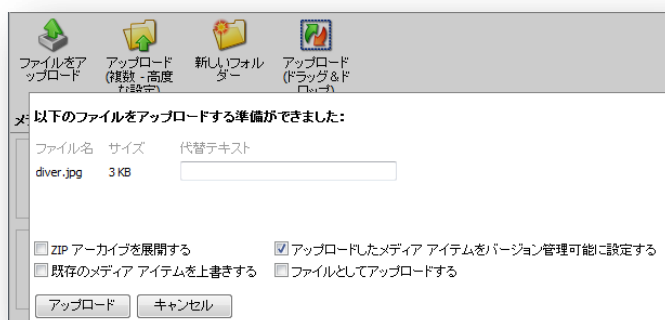 ファイルをア アップロード 新しいフォル アップロード
ップロード (複数 - 高度 ダー (ドラッグ&ド
な設定) ロップ)
メ
以下のファイルをアップロードする準備ができました:
ファイル名 サイズ 代替テキスト
diver.jpg 3 KB
ZIP アーカイブを展開する アップロードしたメディア アイテムをバージョン管理可能に設定する
既存のメディア アイテムを上書きする ファイルとしてアップロードする
アップロード キャンセル